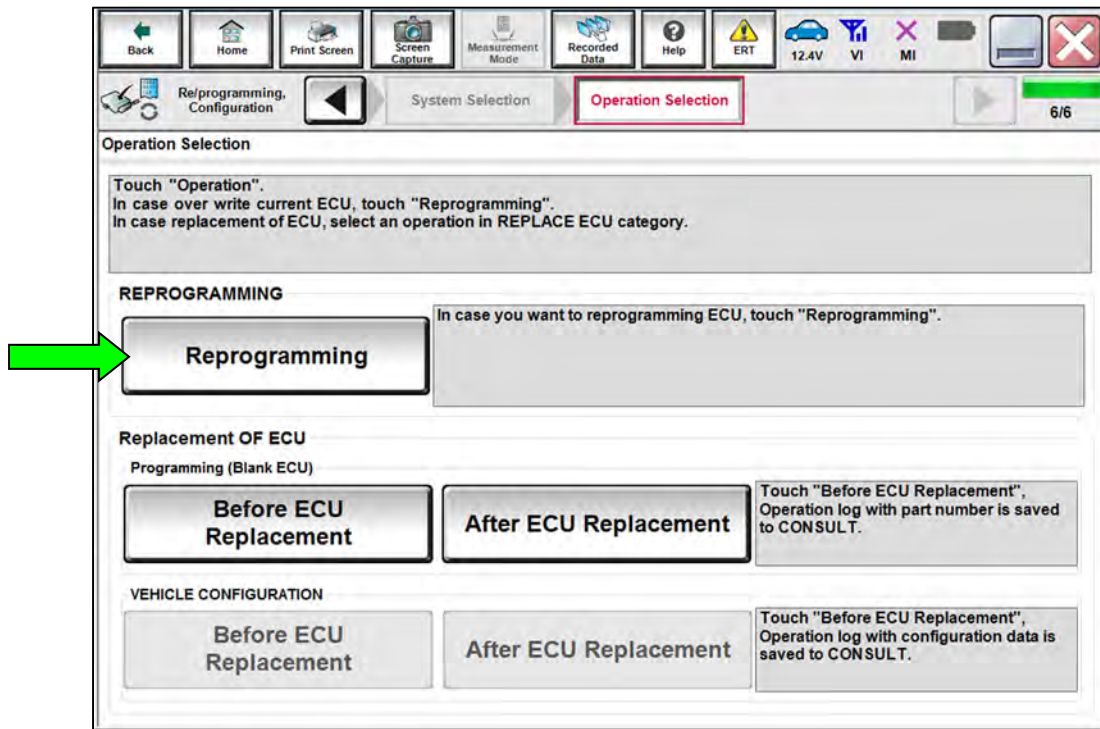 Back
Home
Print Screen
Screen
Capture
Measurement
Mode
Recorded
Data
Help
ERT
12.4V
VI
MI
Re/programming,
Configuration
System Selection
Operation Selection
6/6
Operation Selection
Touch "Operation".
In case over write current ECU, touch "Reprogramming".
In case replacement of ECU, select an operation in REPLACE ECU category.
REPROGRAMMING
Reprogramming
In case you want to reprogramming ECU, touch "Reprogramming".
Replacement OF ECU
Programming (Blank ECU)
Before ECU
Replacement
After ECU Replacement
Touch "Before ECU Replacement",
Operation log with part number is saved
to CONSULT.
VEHICLE CONFIGURATION
Before ECU
Replacement
After ECU Replacement
Touch "Before ECU Replacement",
Operation log with configuration data is
saved to CONSULT.